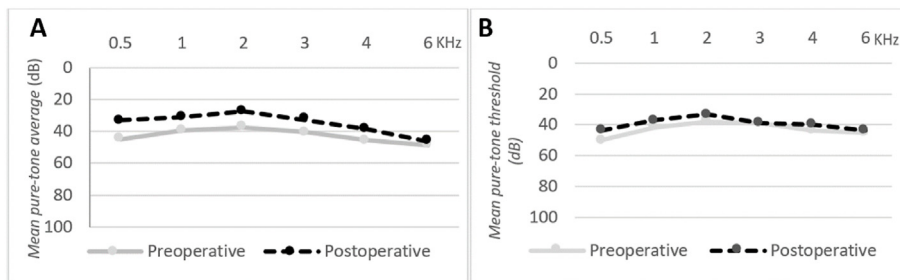 A
0.5 1 2 3 4 6 KHz
Mean pure-tone average (dB)
0
20
40
60
80
100
Preoperative Postoperative
B
0.5 1 2 3 4 6 KHz
Mean pure-tone threshold
(dB)
0
20
40
60
80
100
Preoperative Postoperative